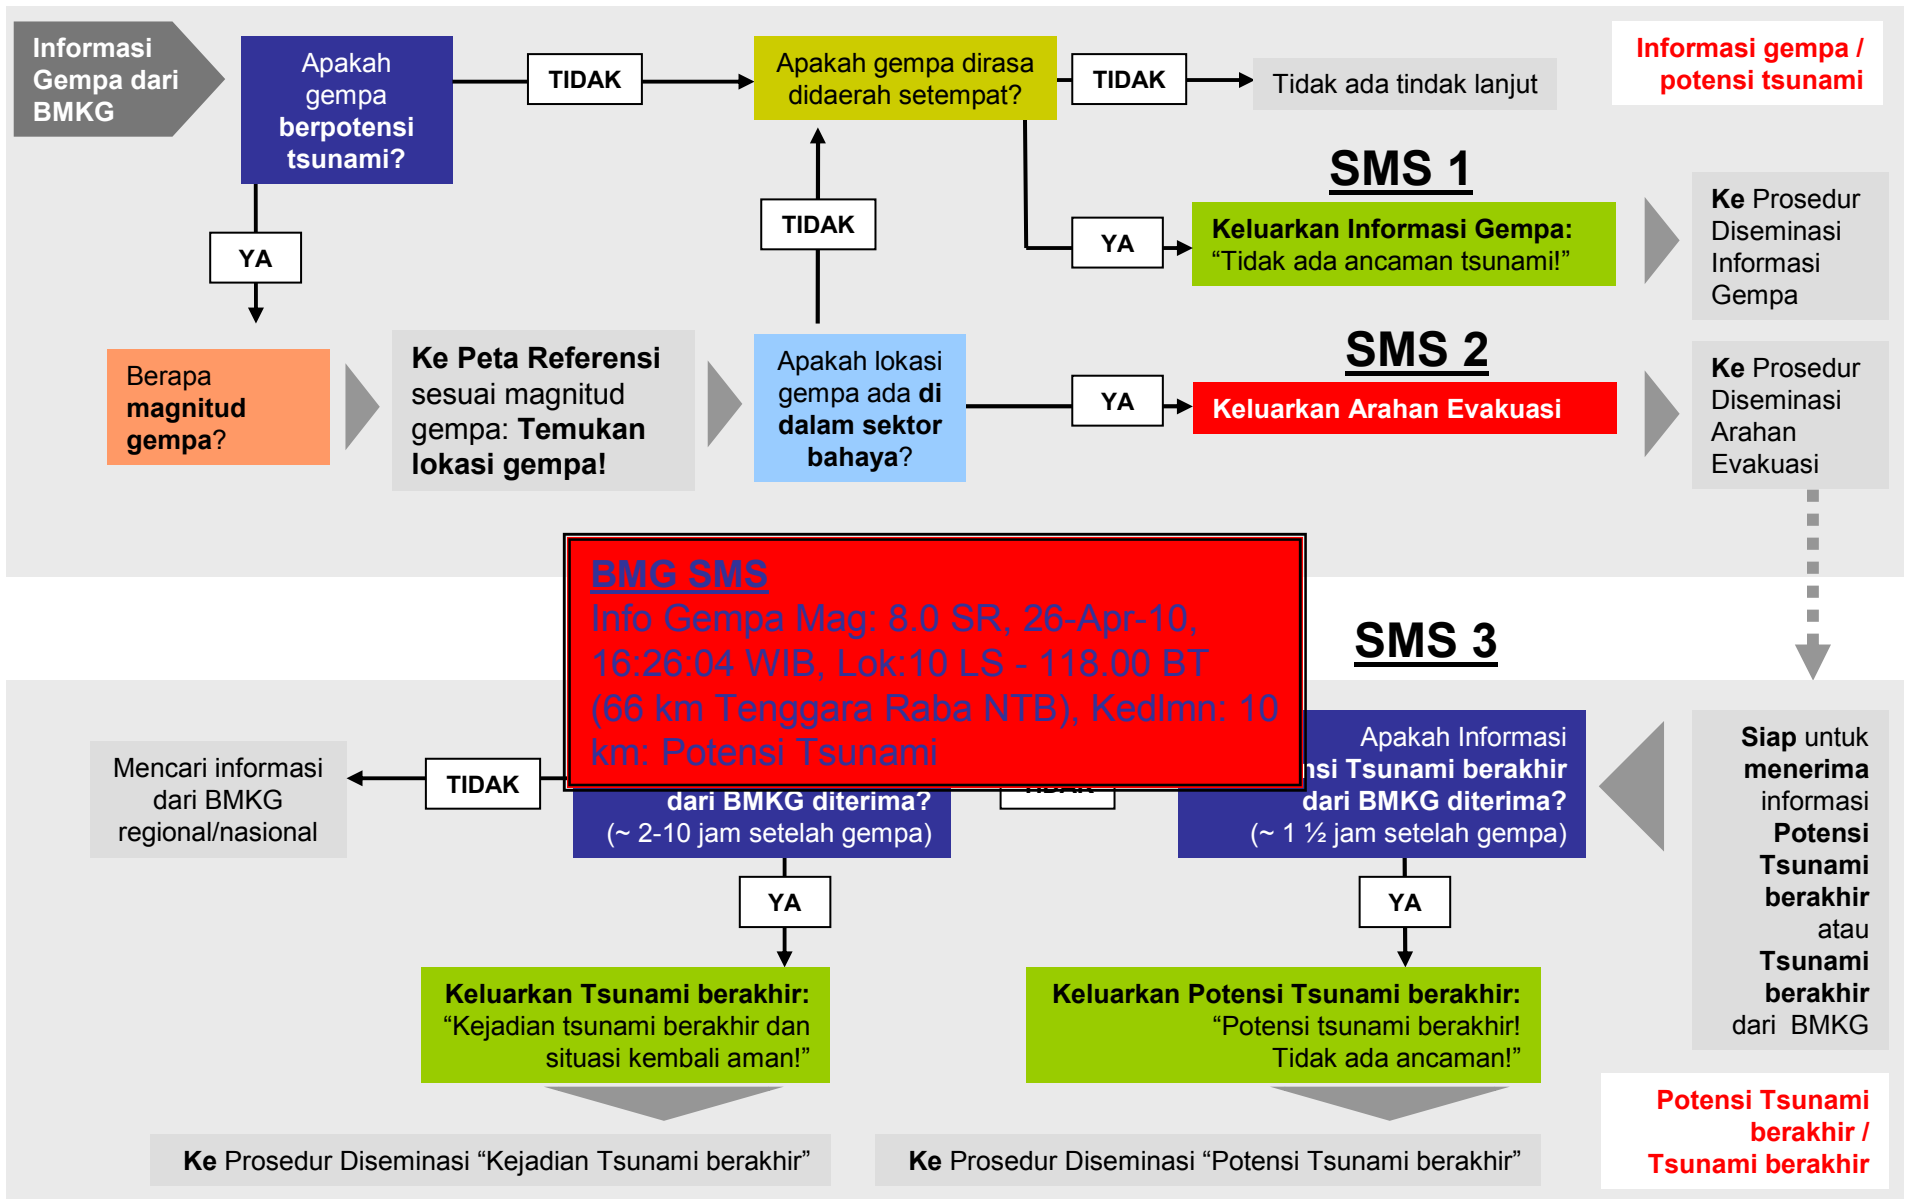 Informasi
Gempa dari
BMKG
Apakah
gempa
berpotensi
tsunami?
TIDAK
Apakah gempa dirasa
didaerah setempat?
TIDAK
Tidak ada tindak lanjut
Informasi gempa /
potensi tsunami
YA
TIDAK
YA
SMS 1
Keluarkan Informasi Gempa:
“Tidak ada ancaman tsunami!”
Ke Prosedur
Diseminasi
Informasi
Gempa
Berapa
magnitud
gempa?
Ke Peta Referensi
sesuai magnitud
gempa: Temukan
lokasi gempa!
Apakah lokasi
gempa ada di
dalam sektor
bahaya?
YA
SMS 2
Keluarkan Arahan Evakuasi
Ke Prosedur
Diseminasi
Arahan
Evakuasi
BMG SMS
Info Gempa Mag: 8.0 SR, 26-Apr-10,
16:26:04 WIB, Lok:10 LS - 118.00 BT
(66 km Tenggara Raba NTB), Kedlmn: 10
km: Potensi Tsunami
SMS 3
Mencari informasi
dari BMKG
regional/nasional
TIDAK
dari BMKG diterima?
(~ 2-10 jam setelah gempa)
TIDAK
Apakah Informasi
nsi Tsunami berakhir
dari BMKG diterima?
(~ 1 ½ jam setelah gempa)
Siap untuk
menerima
informasi
Potensi
Tsunami
berakhir
atau
Tsunami
berakhir
dari BMKG
YA
YA
Keluarkan Tsunami berakhir:
“Kejadian tsunami berakhir dan
situasi kembali aman!”
Keluarkan Potensi Tsunami berakhir:
“Potensi tsunami berakhir!
Tidak ada ancaman!”
Ke Prosedur Diseminasi “Kejadian Tsunami berakhir”
Ke Prosedur Diseminasi “Potensi Tsunami berakhir”
Potensi Tsunami
berakhir /
Tsunami berakhir